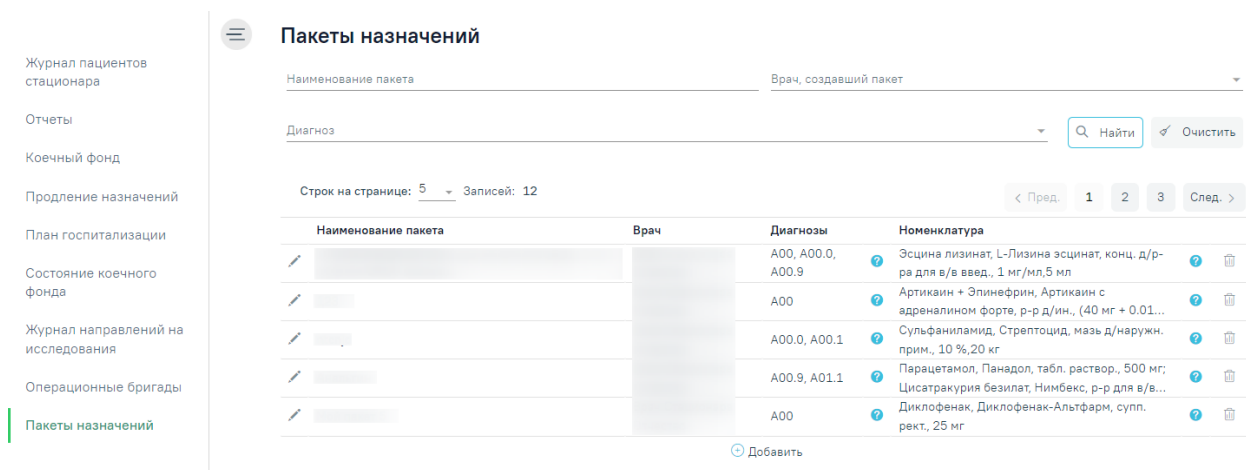 Пакеты назначений
Журнал пациентов
стационара
Отчеты
Коечный фонд
Продление назначений
План госпитализации
Состояние коечного
фонда
Журнал направлений на
исследования
Операционные бригады
Пакеты назначений
Наименование пакета
Врач, создавший пакет
Диагноз
Найти
Очистить
Строк на странице: 5 Записей: 12
< Пред. 1 2 3 След. >
Наименование пакета Врач Диагнозы Номенклатура
A00, A00.0,
A00.9
Эсцина лизинат, L-Лизина эсцинат, конц. д/р-
ра для в/в введ., 1 мг/мл,5 мл
A00
Артикаин + Эпинефрин, Артикаин с
адреналином форте, р-р д/ин., (40 мг + 0.01...
A00.0, A00.1
Сульфаниламид, Стрептоцид, мазь д/наружн.
прим., 10 %,20 кг
A00.9, A01.1
Парацетамол, Панадол, табл. раствор., 500 мг;
Цисатракурия безилат, Нимбекс, р-р для в/в...
A00
Диклофенак, Диклофенак-Альтфарм, супп.
рект., 25 мг
Добавить